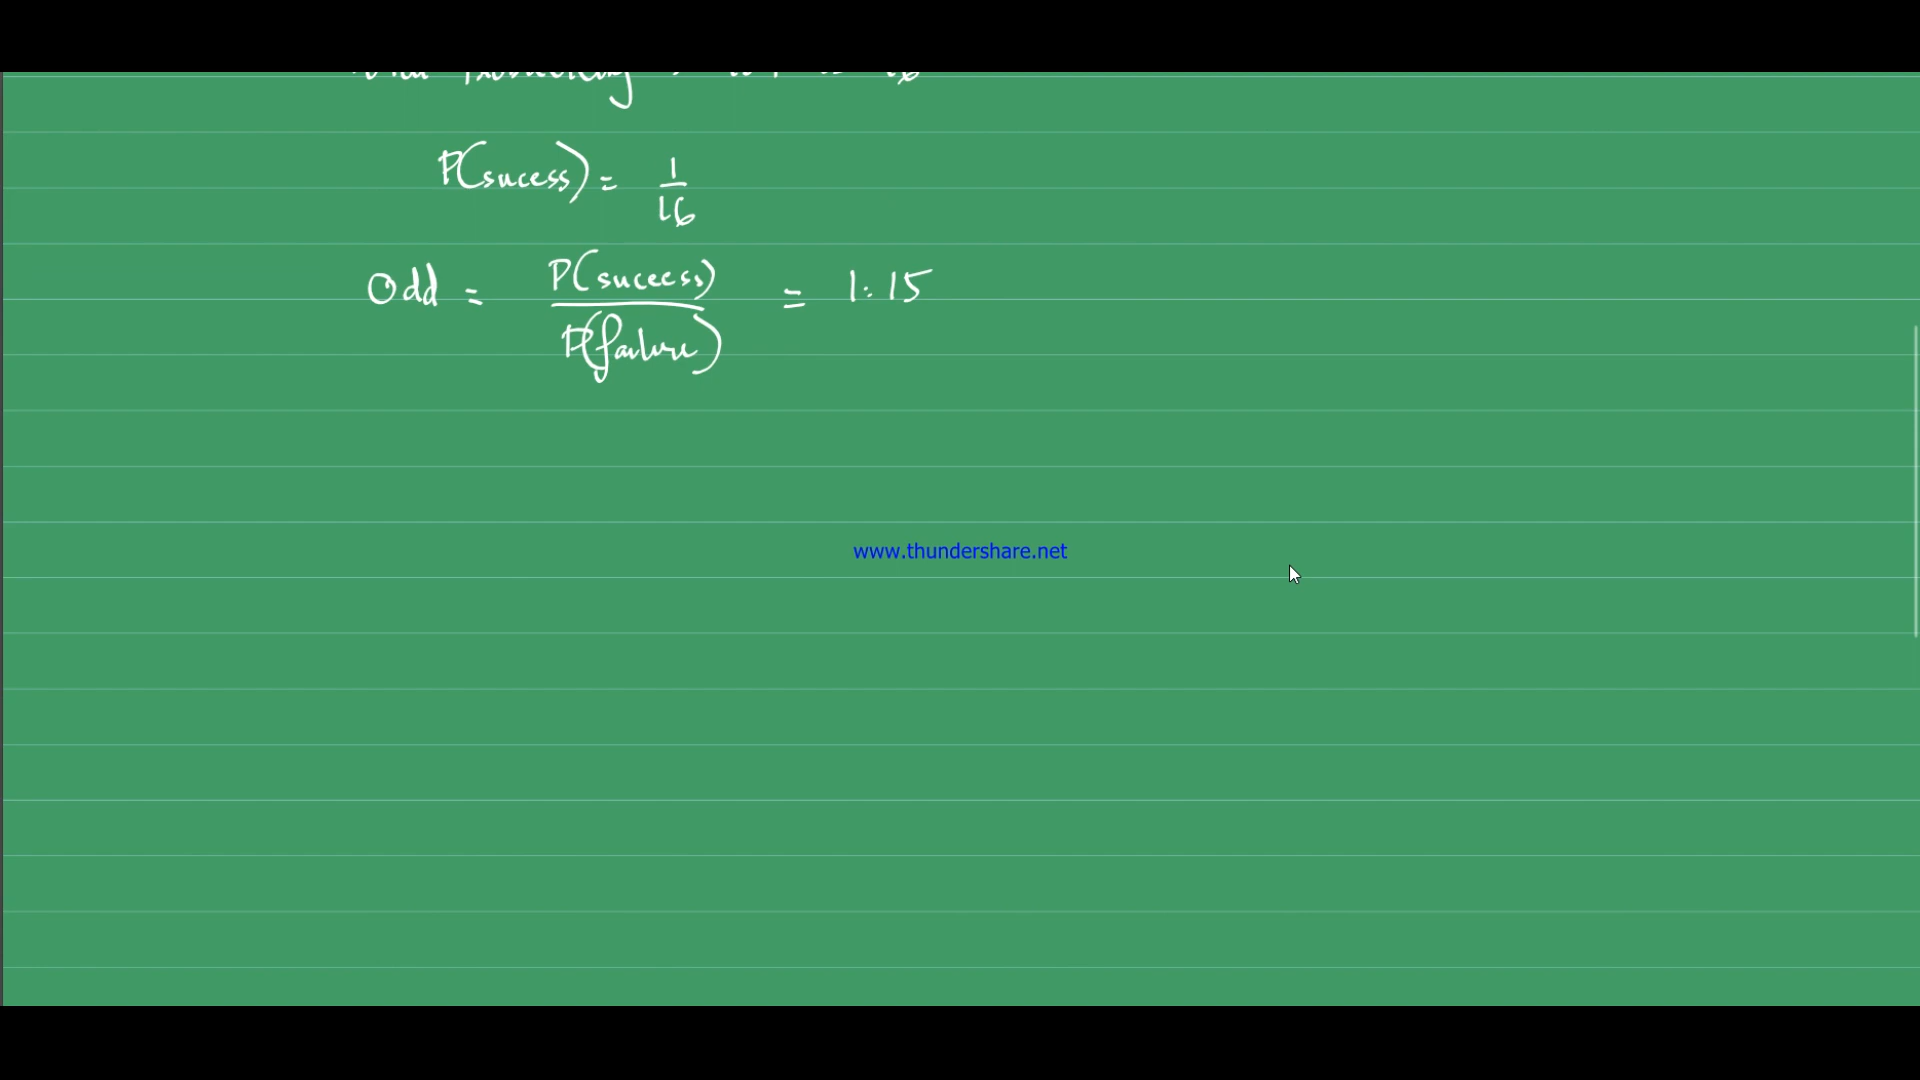 P(sucess) = 1/16
Odd = P(success)/P(failure) = 1:15
www.thundershare.net